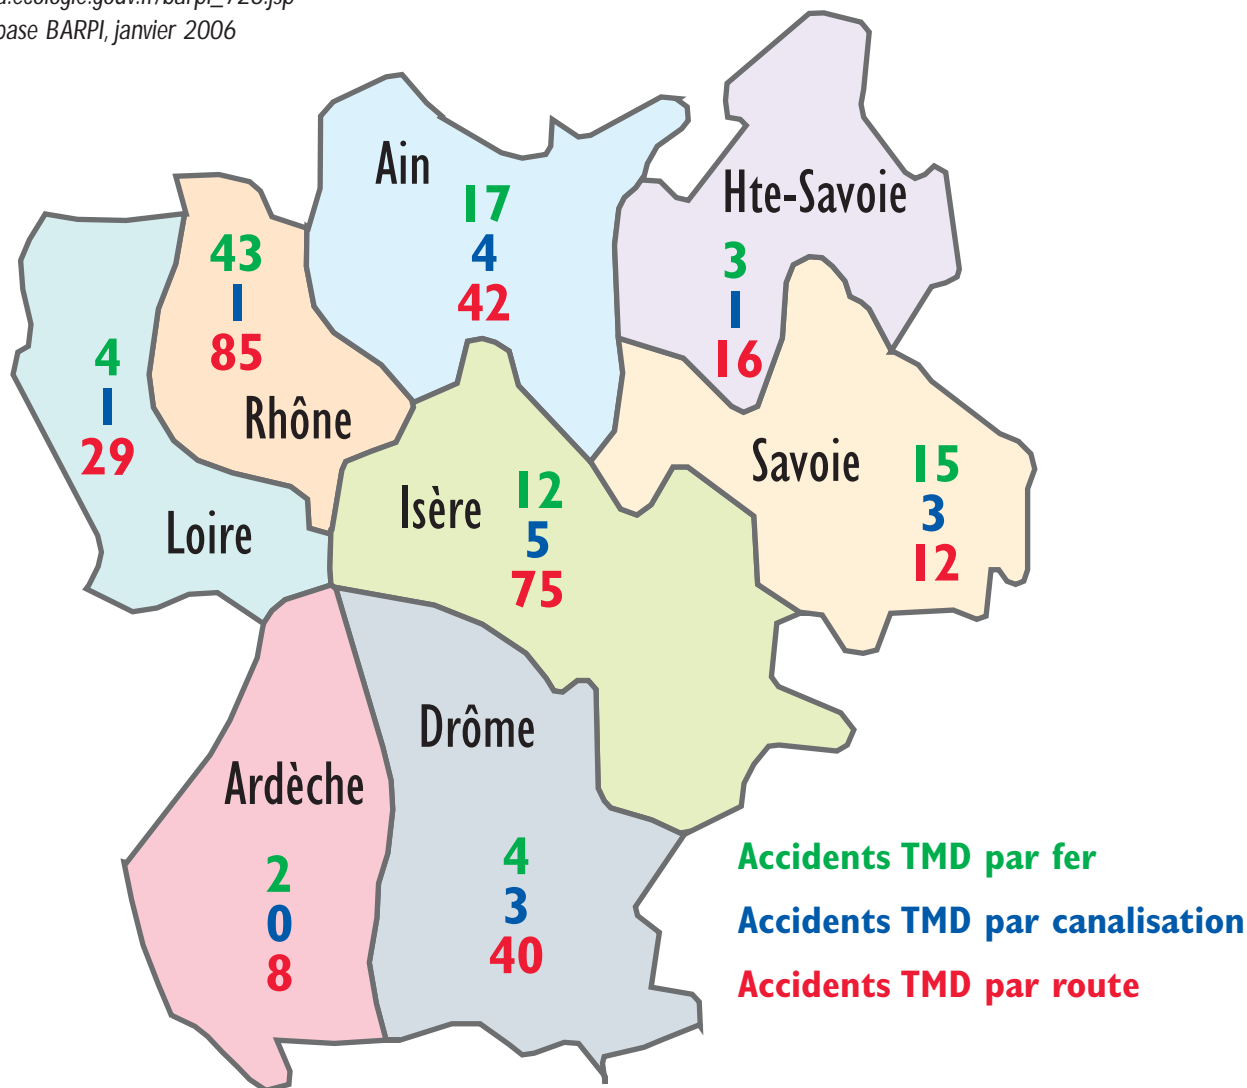 base BARPI, janvier 2006
Ain
17
4
42
Hte-Savoie
3
1
16
43
1
85
Rhône
4
1
29
Loire
Isère
12
5
75
Savoie
15
3
12
Drôme
4
3
40
Ardèche
2
0
8
Accidents TMD par fer
Accidents TMD par canalisation
Accidents TMD par route